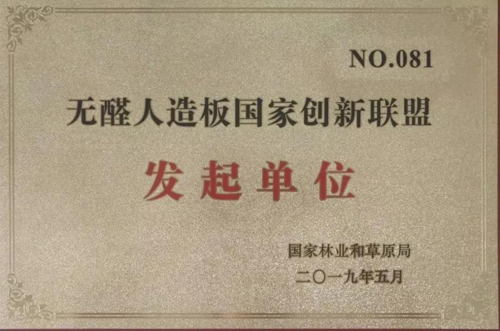 NO.081
无醛人造板国家创新联盟
发起单位
国家林业和草原局
二〇一九年五月